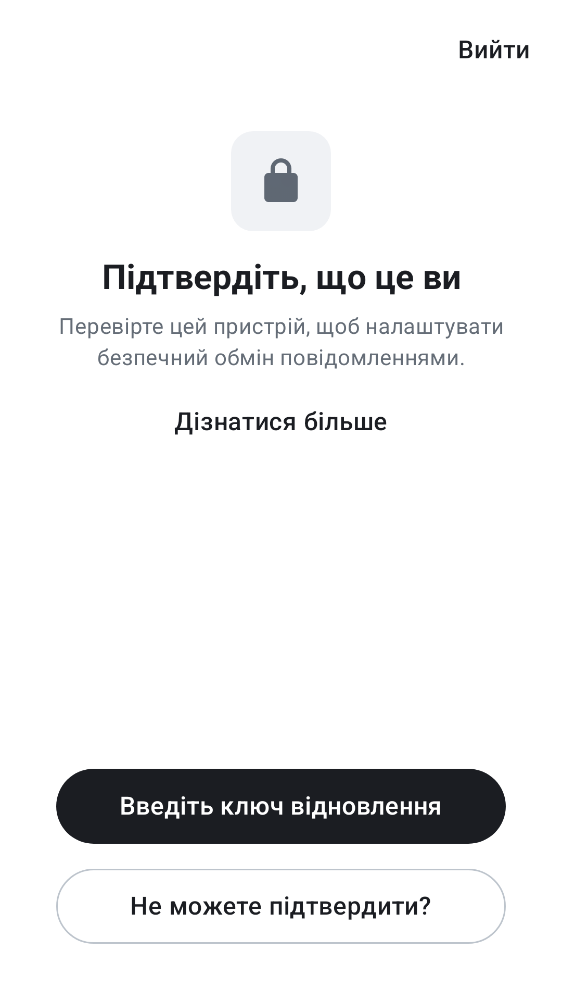 Вийти
Підтвердіть, що це ви
Перевірте цей пристрій, щоб налаштувати
безпечний обмін повідомленнями.
Дізнатися більше
Введіть ключ відновлення
Не можете підтвердити?